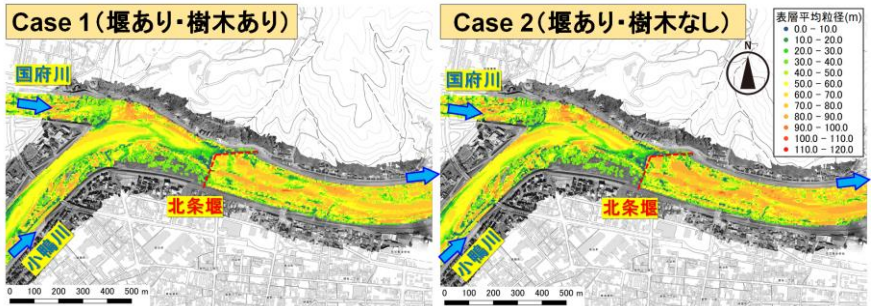 Case 1(堰あり・樹木あり)
国府川
北条堰
小鴨川
0 100 200 300 400 500 m
Case 2(堰あり・樹木なし)
国府川
北条堰
小鴨川
0 100 200 300 400 500 m
表層平均粒径(m)
0.0 - 10.0
10.0 - 20.0
20.0 - 30.0
30.0 - 40.0
40.0 - 50.0
50.0 - 60.0
60.0 - 70.0
70.0 - 80.0
80.0 - 90.0
90.0 - 100.0
100.0 - 110.0
110.0 - 120.0
N